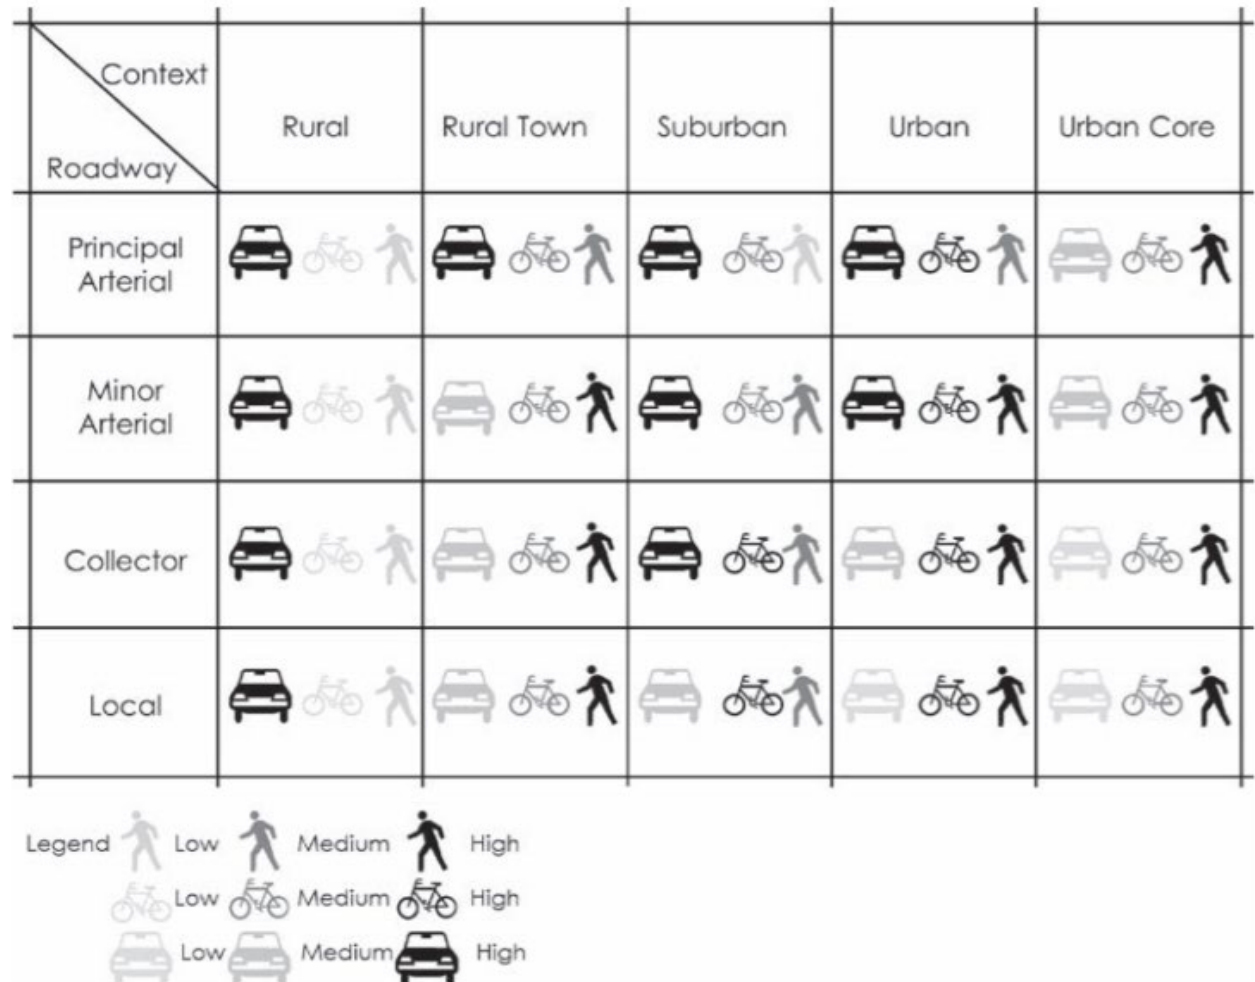 Context
Roadway
Rural
Rural Town
Suburban
Urban
Urban Core
Principal
Arterial
Minor
Arterial
Collector
Local
Legend Low Medium High
Low Medium High
Low Medium High